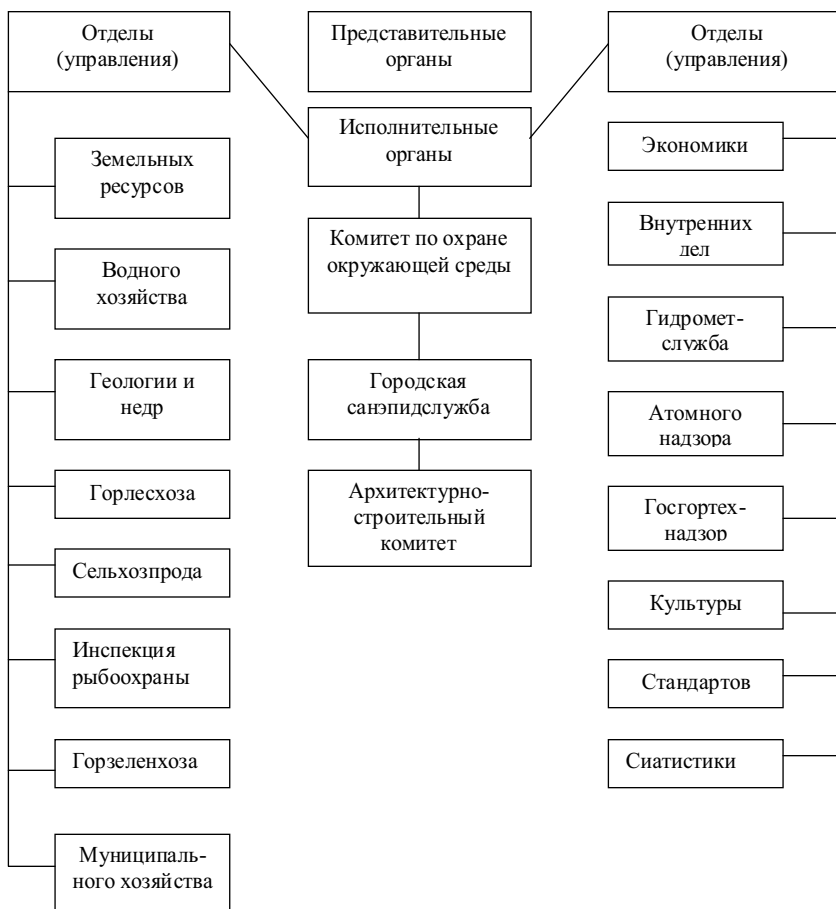 Отделы
(управления)
Представительные
органы
Отделы
(управления)
Исполнительные
органы
Земельных
ресурсов
Водного
хозяйства
Геологии и
недр
Горлесхоза
Сельхозпрода
Инспекция
рыбоохраны
Горзеленхоза
Муниципаль-
ного хозяйства
Комитет по охране
окружающей среды
Городская
санэпидслужба
Архитектурно-
строительный
комитет
Экономики
Внутренних
дел
Гидромет-
служба
Атомного
надзора
Госгортех-
надзор
Культуры
Стандартов
Сиатистики